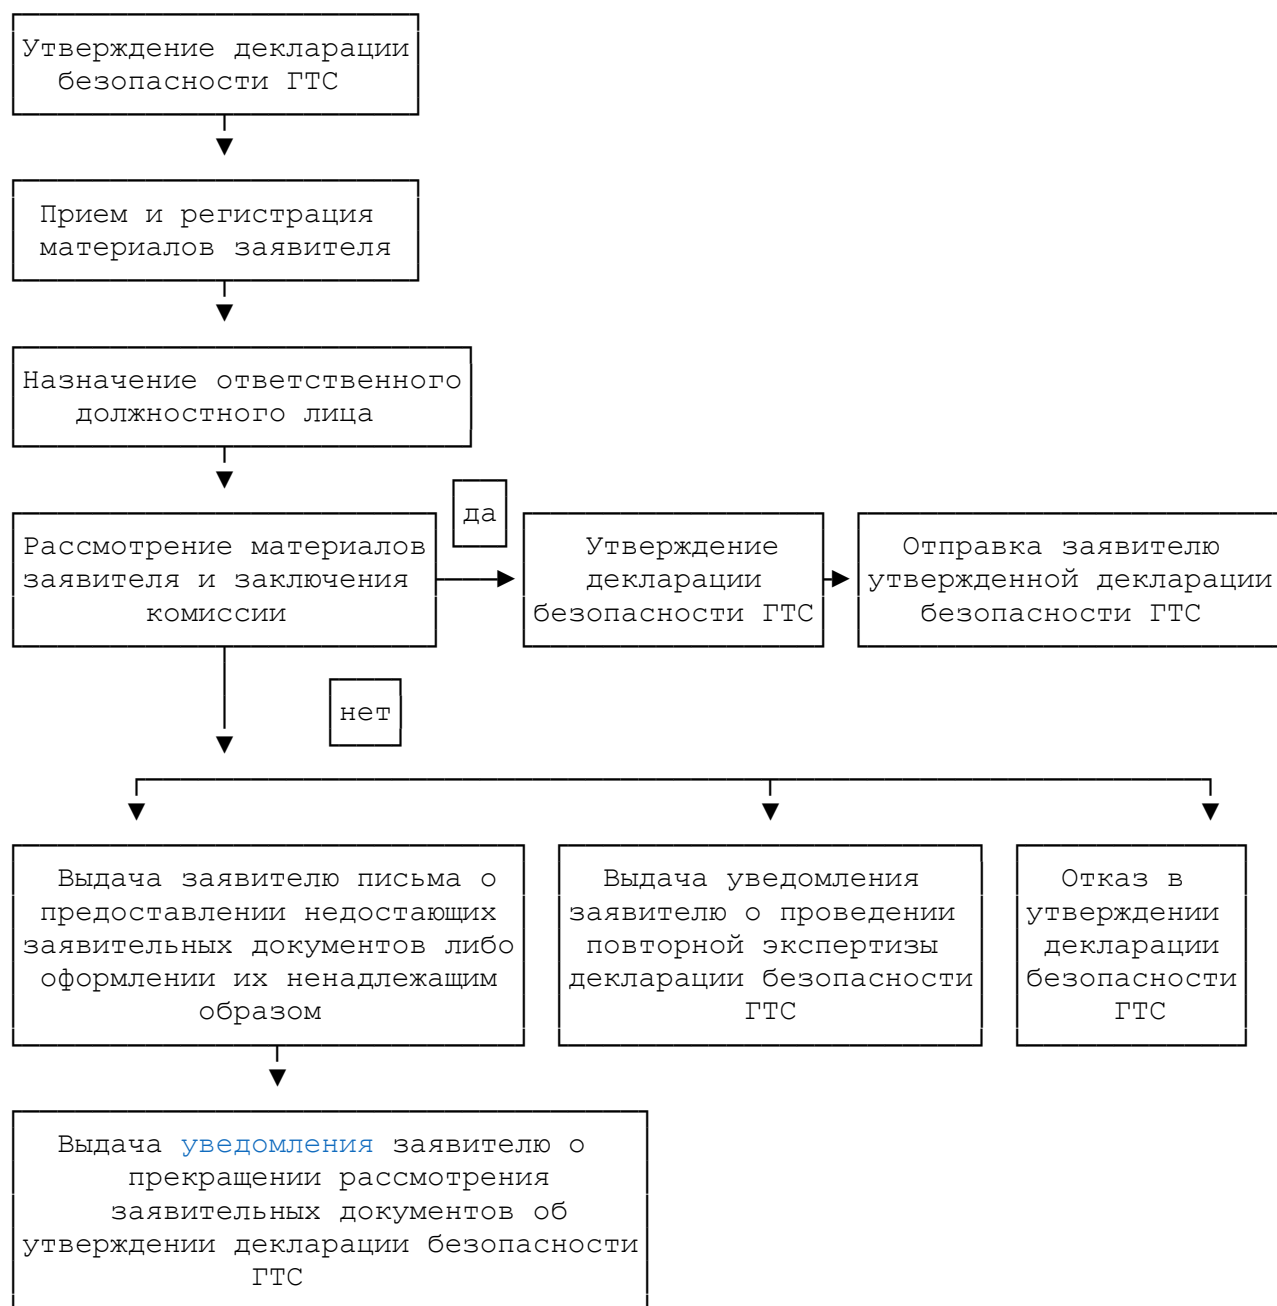 Утверждение декларации
безопасности ГТС
Прием и регистрация
материалов заявителя
Назначение ответственного
должностного лица
да
Рассмотрение материалов
заявителя и заключения
комиссии
Утверждение
декларации
безопасности ГТС
Отправка заявителю
утвержденной декларации
безопасности ГТС
нет
Выдача заявителю письма о
предоставлении недостающих
заявительных документов либо
оформлении их ненадлежащим
образом
Выдача уведомления
заявителю о проведении
повторной экспертизы
декларации безопасности
ГТС
Отказ в
утверждении
декларации
безопасности
ГТС
Выдача уведомления заявителю о
прекращении рассмотрения
заявительных документов об
утверждении декларации безопасности
ГТС